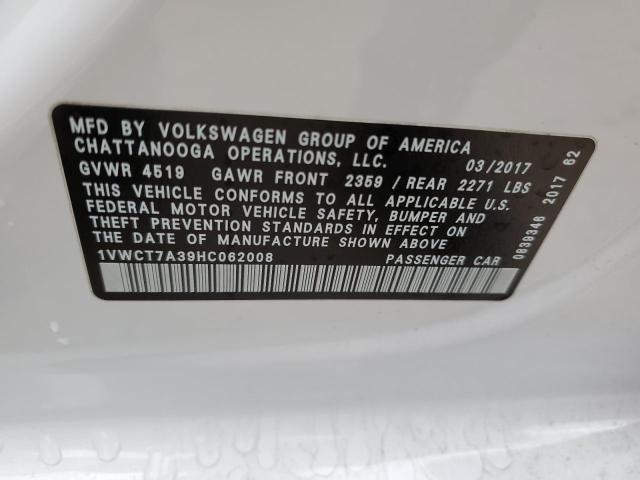 MFD BY VOLKSWAGEN GROUP OF AMERICA
CHATTANOOGA OPERATIONS, LLC. 03/2017
GVWR 4519 GAWR FRONT 2359 / REAR 2271 LBS
THIS VEHICLE CONFORMS TO ALL APPLICABLE U.S.
FEDERAL MOTOR VEHICLE SAFETY, BUMPER AND
THEFT PREVENTION STANDARDS IN EFFECT ON
THE DATE OF MANUFACTURE SHOWN ABOVE
1VWCT7A39HC062008 PASSENGER CAR
0839346 2017 62